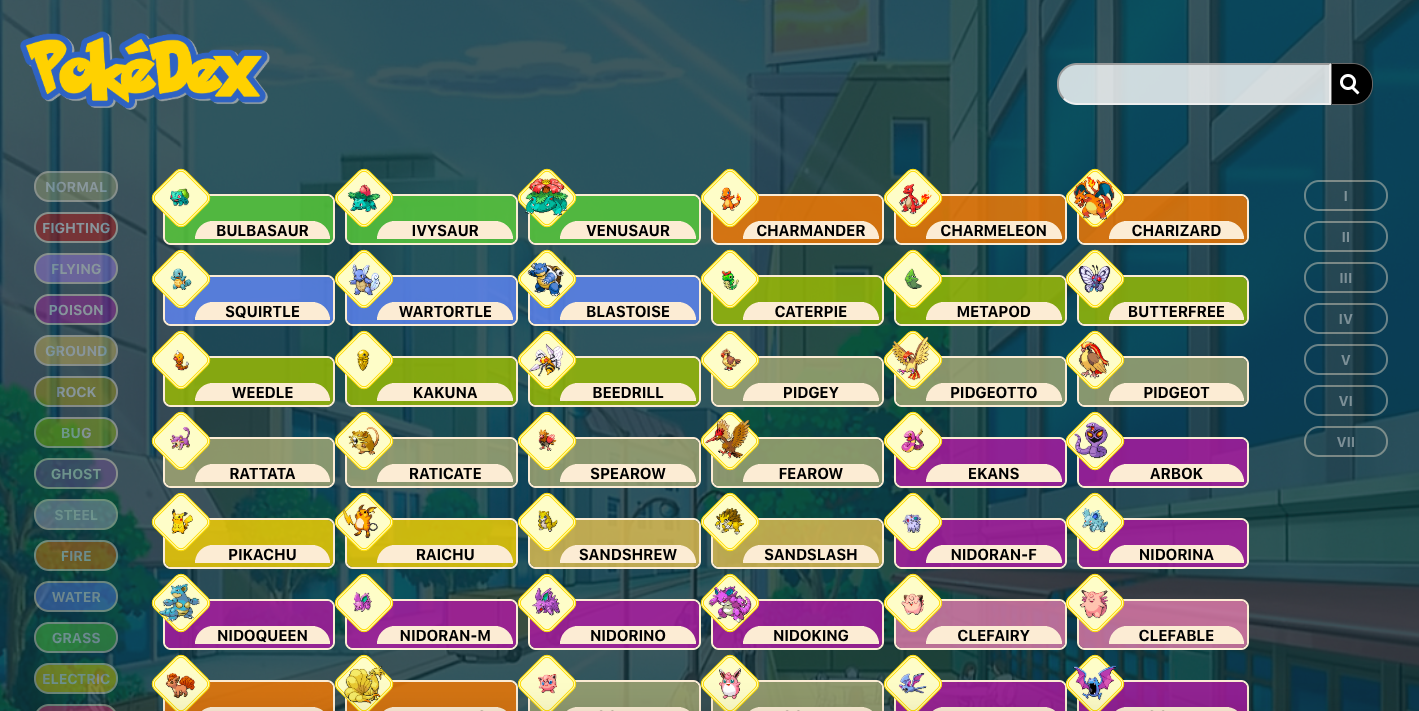 PokéDex
NORMAL
FIGHTING
FLYING
POISON
GROUND
ROCK
BUG
GHOST
STEEL
FIRE
WATER
GRASS
ELECTRIC
BULBASAUR IVYSAUR VENUSAUR CHARMANDER CHARMELEON CHARIZARD
SQUIRTLE WARTORTLE BLASTOISE CATERPIE METAPOD BUTTERFREE
WEEDLE KAKUNA BEEDRILL PIDGEY PIDGEOTTO PIDGEOT
RATTATA RATICATE SPEAROW FEAROW EKANS ARBOK
PIKACHU RAICHU SANDSHREW SANDSLASH NIDORAN-F NIDORINA
NIDOQUEEN NIDORAN-M NIDORINO NIDOKING CLEFAIRY CLEFABLE
I
II
III
IV
V
VI
VII